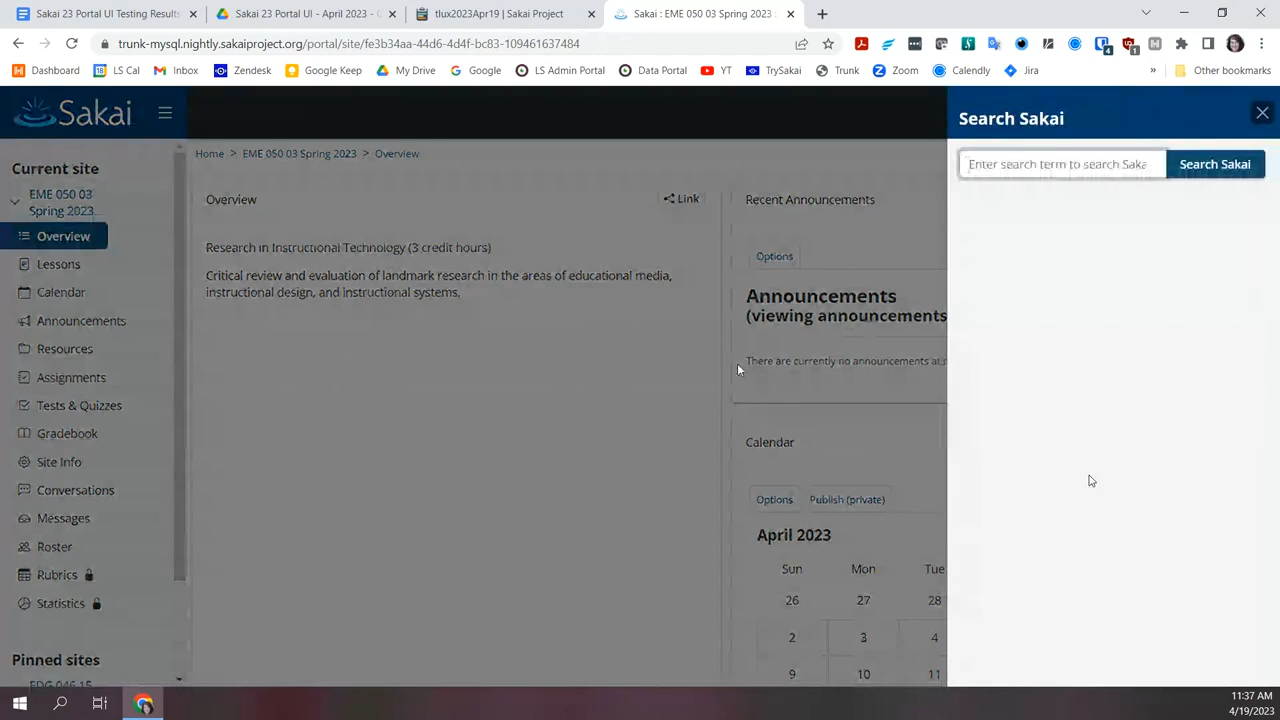 Sakai 23 Portal UI Testing Results
Sakai 23 Portal UI - April 2023 -
tlux2023Apr19 | Sakai Project
Sakai : EME 050 03 Spring 2023 :
trunk-mysql.nightly.sakaiproject.org/portal/site/fe3b34aa-44d6-4d4f-bc83-109461637484
Dashboard
LS Cal
Inbox
Zendesk
Google Keep
My Drive
Google
LS Admin Portal
Data Portal
YT
TrySakai
Trunk
Zoom
Calendly
Jira
»
Other bookmarks
Sakai
Search Sakai
Enter search term to search Saka
Search Sakai
Current site
EME 050 03
Spring 2023...
Overview
Lessons
Calendar
Announcements
Resources
Assignments
Tests & Quizzes
Gradebook
Site Info
Conversations
Messages
Roster
Rubrics
Statistics
Pinned sites
EDG 046 15
Home > EME 050 03 Spring 2023 > Overview
Overview
Link
Research in Instructional Technology (3 credit hours)
Critical review and evaluation of landmark research in the areas of educational media,
instructional design, and instructional systems.
Recent Announcements
Options
Announcements
(viewing announcements
There are currently no announcements at
Calendar
Options
Publish (private)
April 2023
Sun Mon Tue
26 27 28
2 3 4
9 10 11
11:37 AM
4/19/2023